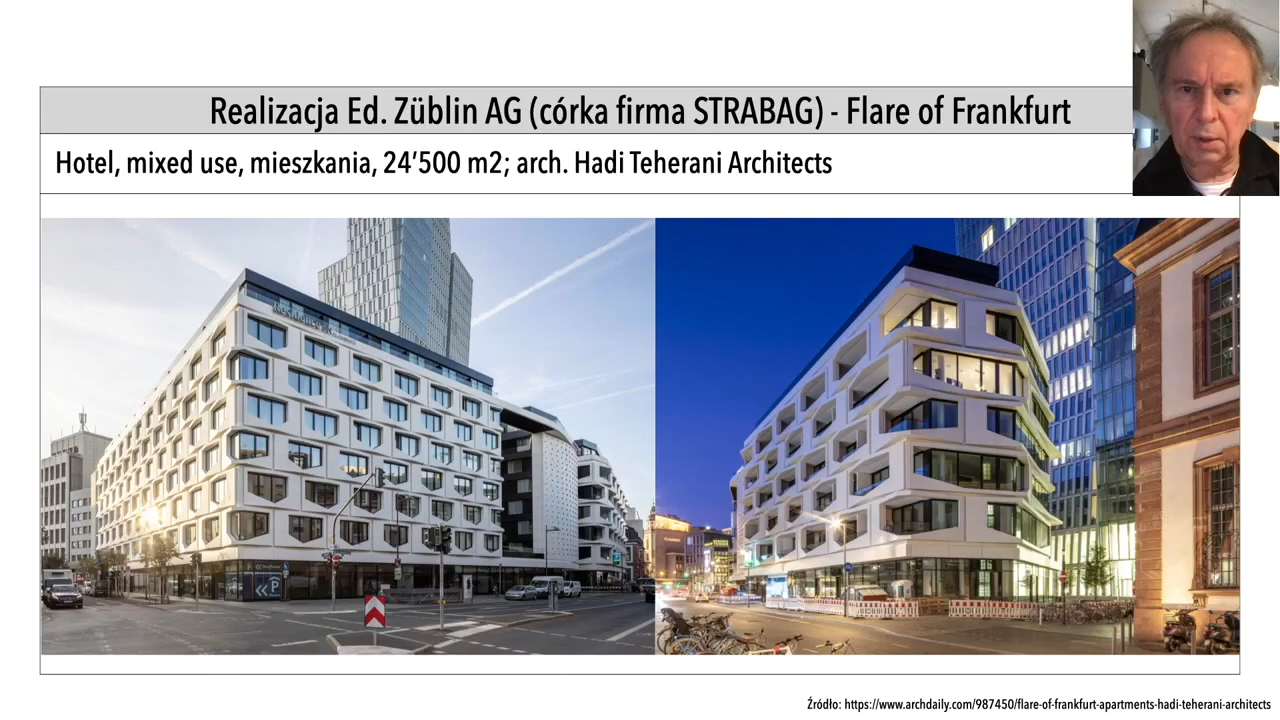 Realizacja Ed. Züblin AG (córka firma STRABAG) - Flare of Frankfurt
Hotel, mixed use, mieszkania, 24’500 m2; arch. Hadi Teherani Architects
Residence
P
Źródło: https://www.archdaily.com/987450/flare-of-frankfurt-apartments-hadi-teherani-architects